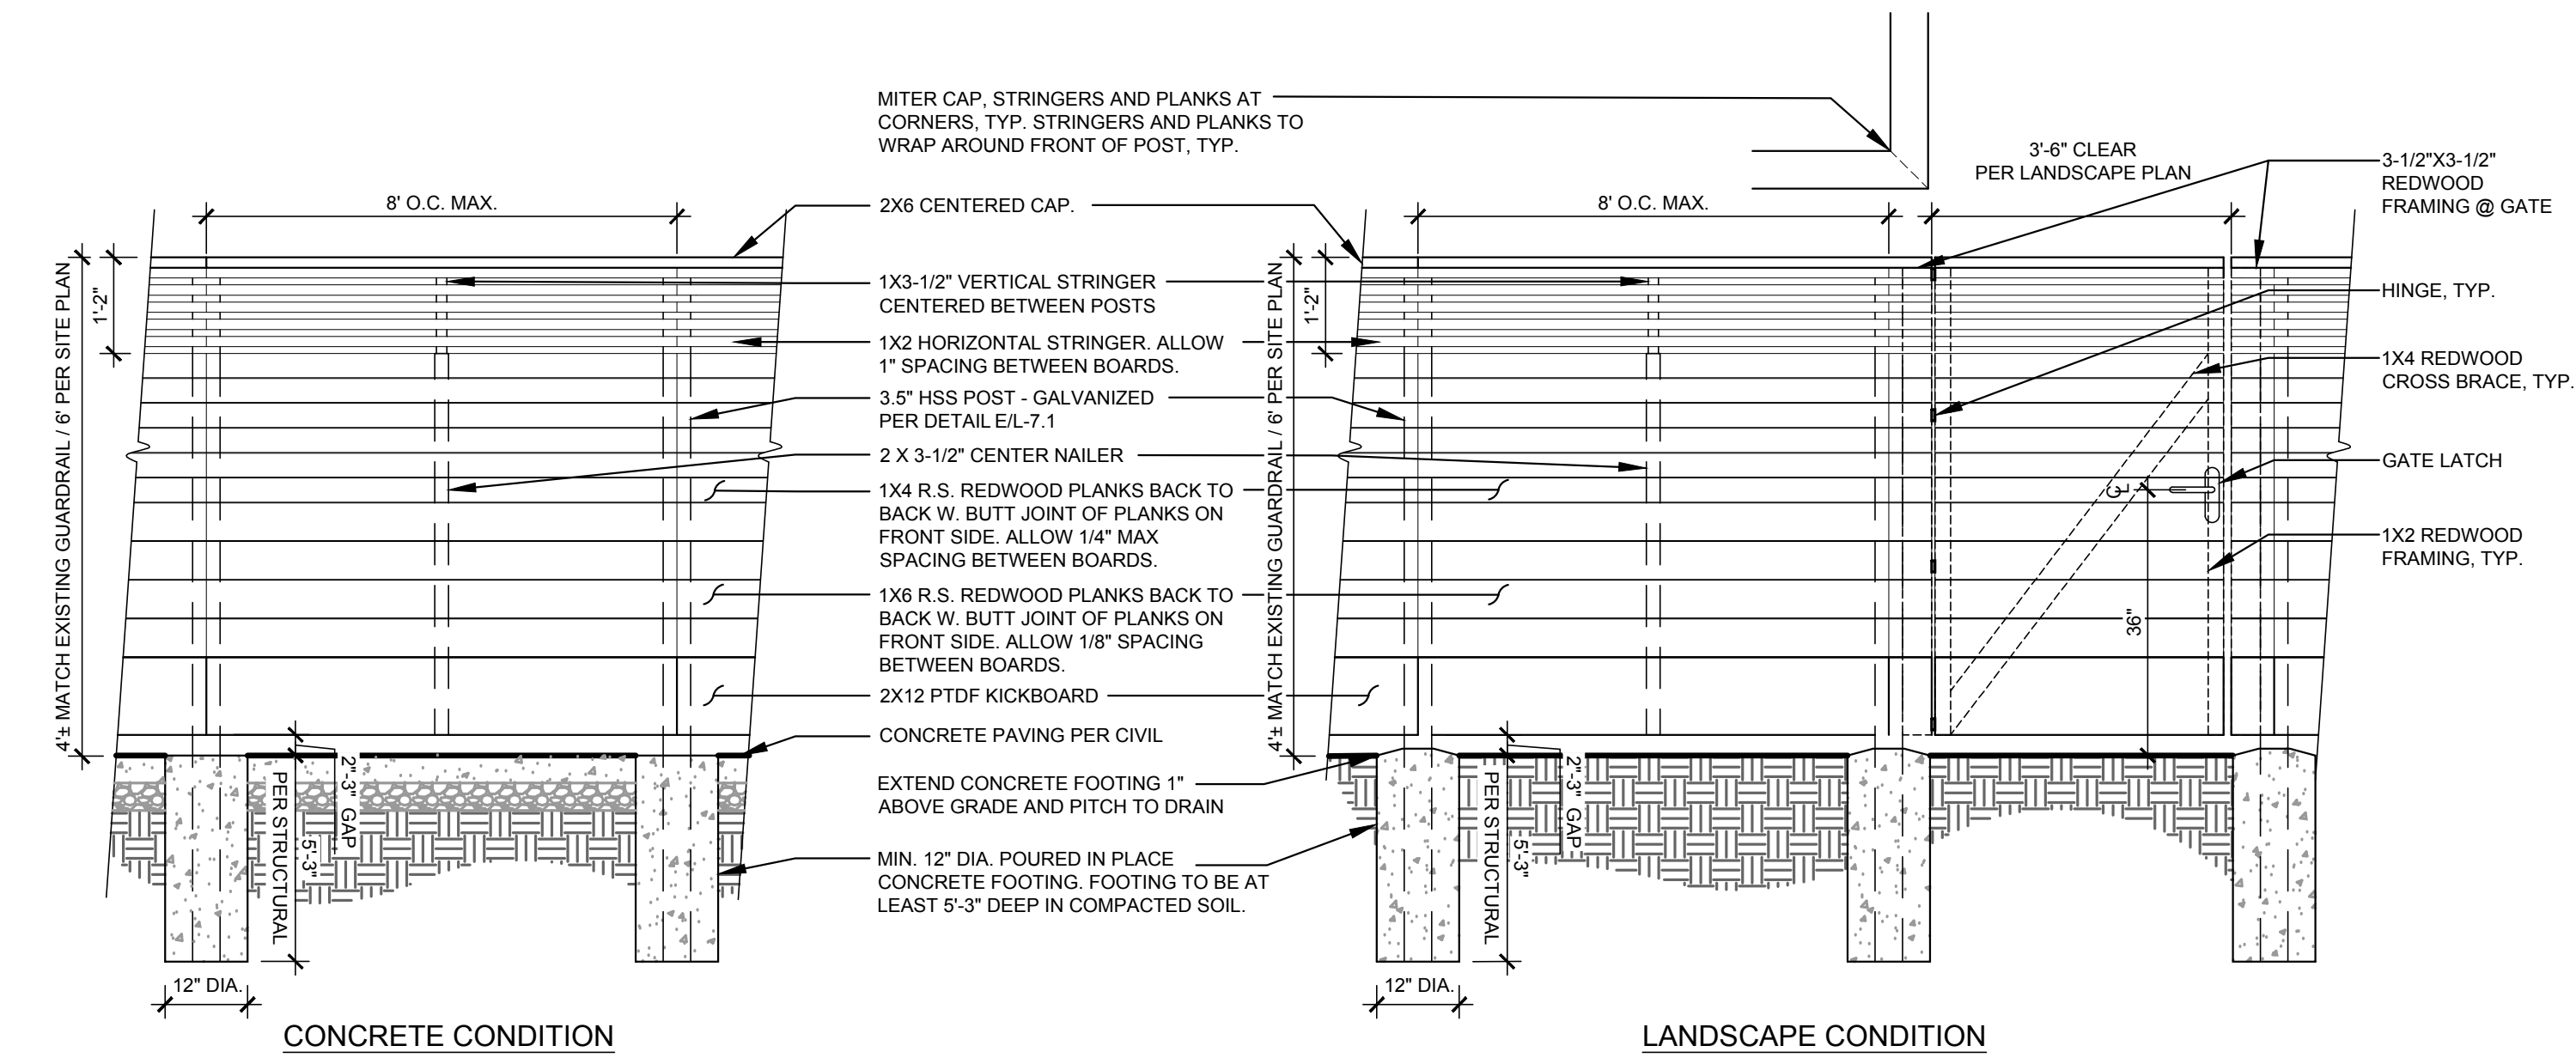 MITER CAP, STRINGERS AND PLANKS AT
CORNERS, TYP. STRINGERS AND PLANKS TO
WRAP AROUND FRONT OF POST, TYP.
2X6 CENTERED CAP.
1X3-1/2" VERTICAL STRINGER
CENTERED BETWEEN POSTS
1X2 HORIZONTAL STRINGER. ALLOW
1" SPACING BETWEEN BOARDS.
3.5" HSS POST - GALVANIZED
PER DETAIL E/L-7.1
2 X 3-1/2" CENTER NAILER
1X4 R.S. REDWOOD PLANKS BACK TO
BACK W. BUTT JOINT OF PLANKS ON
FRONT SIDE. ALLOW 1/4" MAX
SPACING BETWEEN BOARDS.
1X6 R.S. REDWOOD PLANKS BACK TO
BACK W. BUTT JOINT OF PLANKS ON
FRONT SIDE. ALLOW 1/8" SPACING
BETWEEN BOARDS.
2X12 PTDF KICKBOARD
CONCRETE PAVING PER CIVIL
EXTEND CONCRETE FOOTING 1"
ABOVE GRADE AND PITCH TO DRAIN
MIN. 12" DIA. POURED IN PLACE
CONCRETE FOOTING. FOOTING TO BE AT
LEAST 5'-3" DEEP IN COMPACTED SOIL.
8' O.C. MAX.
1'-2"
4'± MATCH EXISTING GUARDRAIL / 6' PER SITE PLAN
2"-3" GAP
5'-3"
PER STRUCTURAL
12" DIA.
CONCRETE CONDITION
8' O.C. MAX.
3'-6" CLEAR
PER LANDSCAPE PLAN
1'-2"
4'± MATCH EXISTING GUARDRAIL / 6' PER SITE PLAN
3-1/2"X3-1/2"
REDWOOD
FRAMING @ GATE
HINGE, TYP.
1X4 REDWOOD
CROSS BRACE, TYP.
GATE LATCH
1X2 REDWOOD
FRAMING, TYP.
CL
36"
2"-3" GAP
5'-3"
PER STRUCTURAL
12" DIA.
LANDSCAPE CONDITION